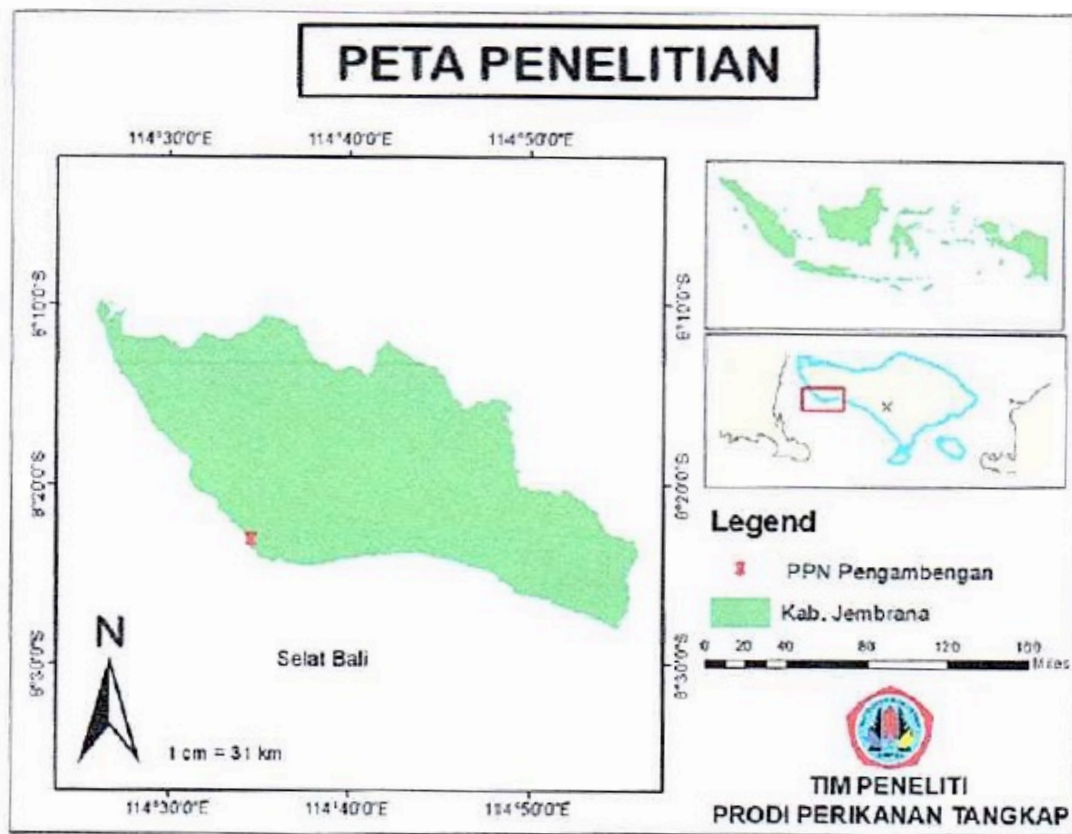 PETA PENELITIAN
114°30'0"E 114°40'0"E 114°50'0"E
8°10'0"S 8°10'0"S
8°20'0"S 8°20'0"S
8°30'0"S 8°30'0"S
Selat Bali
N
1 cm = 31 km
114°30'0"E 114°40'0"E 114°50'0"E
Legend
PPN Pengambengan
Kab. Jembrana
0 20 40 80 120 160
Miles
TIM PENELITI
PRODI PERIKANAN TANGKAP